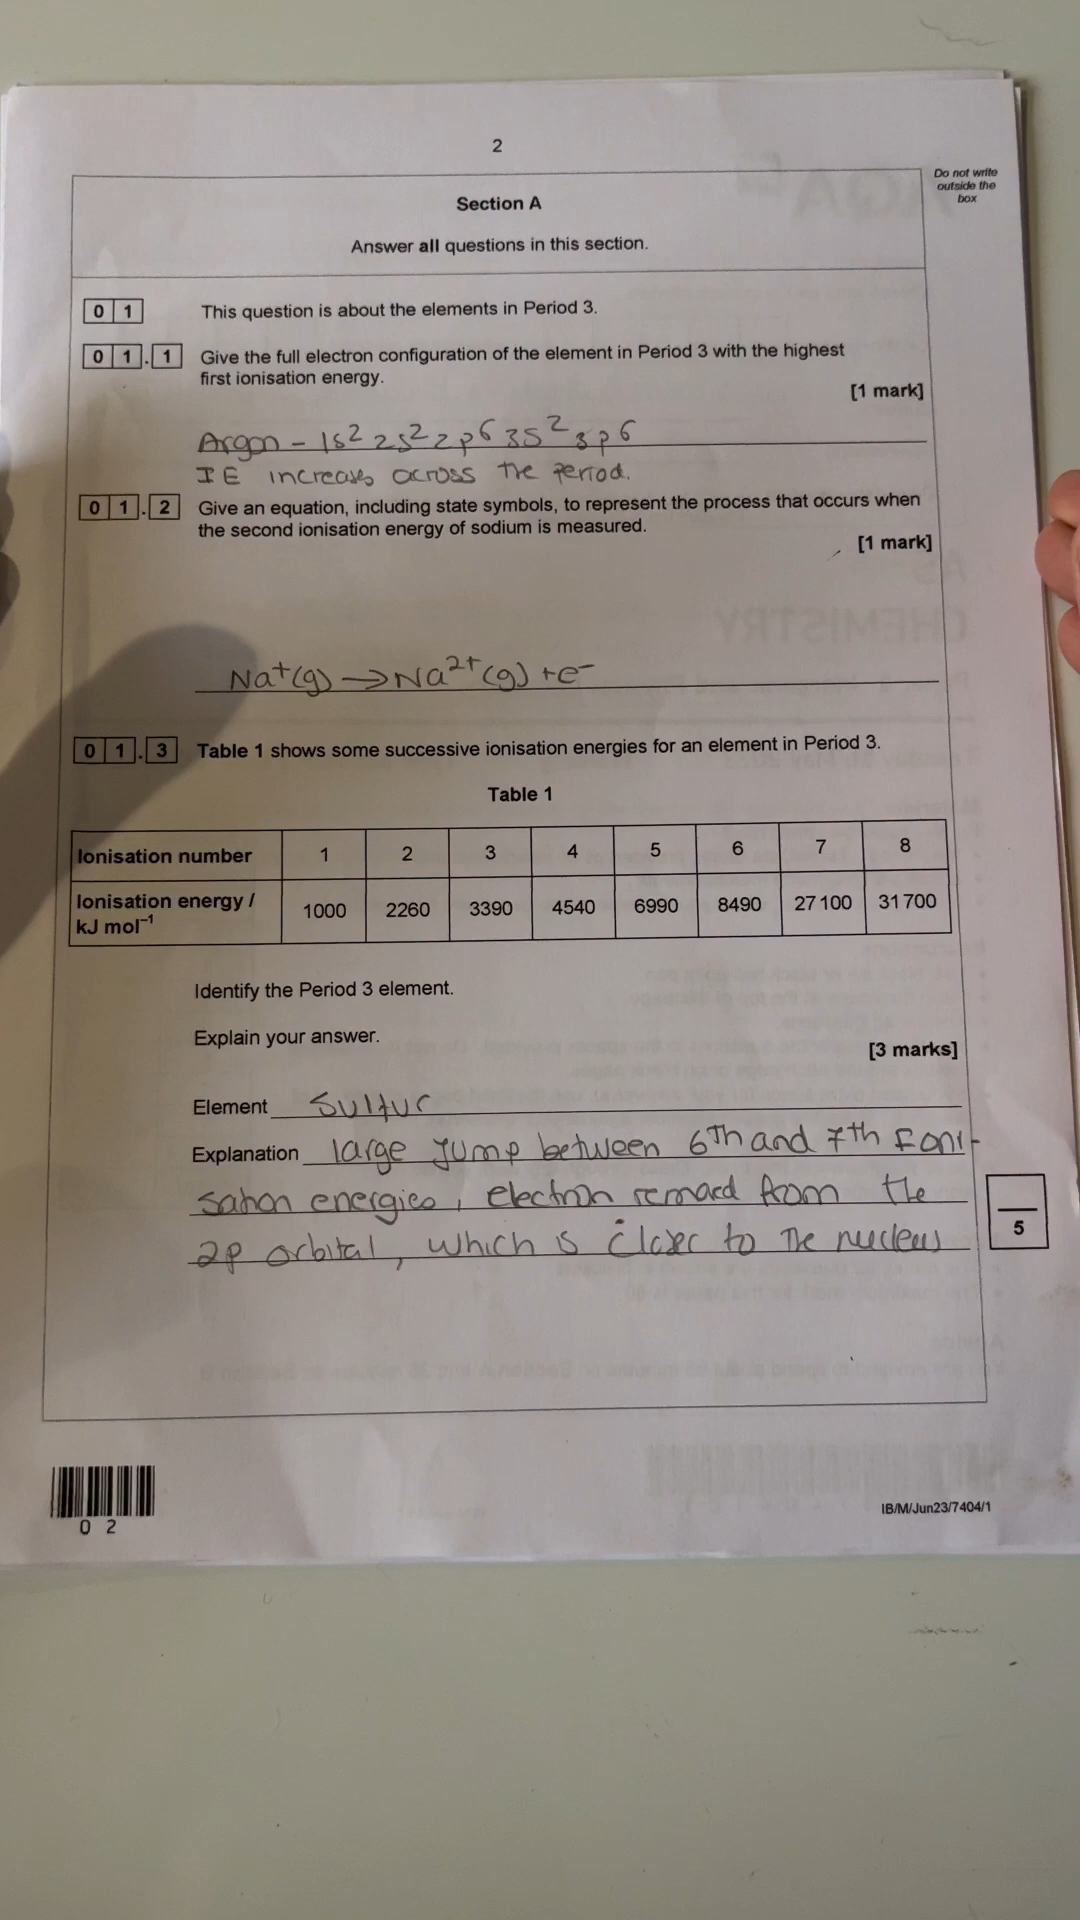 2
Do not write
outside the
box
Section A
Answer all questions in this section.
0 1 This question is about the elements in Period 3.
0 1 . 1 Give the full electron configuration of the element in Period 3 with the highest
first ionisation energy.
[1 mark]
Argon - 1s² 2s² 2p⁶ 3s² 3p⁶
IE increases across the period.
0 1 . 2 Give an equation, including state symbols, to represent the process that occurs when
the second ionisation energy of sodium is measured.
[1 mark]
Na⁺(g) → Na²⁺(g) + e⁻
0 1 . 3 Table 1 shows some successive ionisation energies for an element in Period 3.
Table 1
Ionisation number 1 2 3 4 5 6 7 8
Ionisation energy / kJ mol⁻¹ 1000 2260 3390 4540 6990 8490 27 100 31 700
Identify the Period 3 element.
Explain your answer.
[3 marks]
Element Sulfur
Explanation large jump between 6th and 7th Ioni-
sation energies, electron removed from the
2p orbital, which is closer to the nucleus
5
0 2
IB/M/Jun23/7404/1